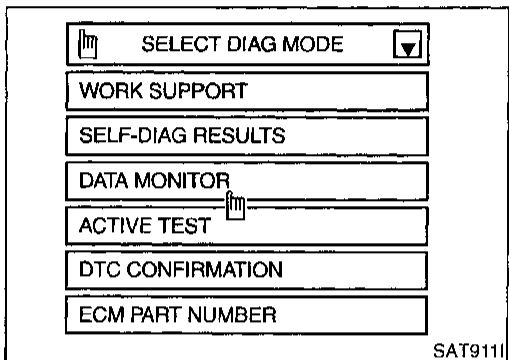 SELECT DIAG MODE
WORK SUPPORT
SELF-DIAG RESULTS
DATA MONITOR
ACTIVE TEST
DTC CONFIRMATION
ECM PART NUMBER
SAT911I